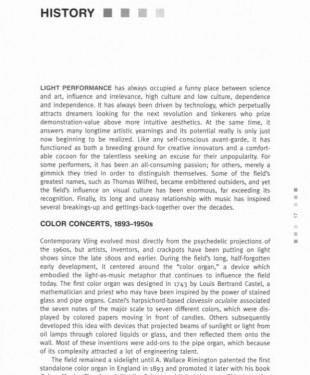 HISTORY
LIGHT PERFORMANCE has always occupied a funny place between science
and art, influence and irrelevance, high culture and low culture, dependence
and independence. It has always been driven by technology, which perpetually
attracts dreamers looking for the next revolution and tinkerers who prize
demonstration-value above more intuitive aesthetics. At the same time, it
answers many longtime artistic yearnings and its potential really is only just
now beginning to be realized. Like any self-conscious avant-garde, it has
functioned as both a breeding ground for creative innovators and a comfort-
able cocoon for the talentless seeking an excuse for their unpopularity. For
some performers, it has been an all-consuming passion; for others, merely a
gimmick they tried in order to distinguish themselves. Some of the field's
greatest names, such as Thomas Wilfred, became embittered outsiders, and yet
the field's influence on visual culture has been enormous, far exceeding its
recognition. Finally, its long and uneasy relationship with music has inspired
several breakings-up and gettings-back-together over the decades.
COLOR CONCERTS, 1893–1950s
Contemporary VJing evolved most directly from the psychedelic projections of
the 1960s, but artists, inventors, and crackpots have been putting on light
shows since the late 1800s and earlier. During the field's long, half-forgotten
early development, it centered around the "color organ," a device which
embodied the light-as-music metaphor that continues to influence the field
today. The first color organ was designed in 1743 by Louis Bertrand Castel, a
mathematician and priest who may have been inspired by the power of stained
glass and pipe organs. Castel's harpsichord-based clavessin oculaire associated
the seven notes of the major scale to seven different colors, which were dis-
played by colored papers moving in front of candles. Others subsequently
developed this idea with devices that projected beams of sunlight or light from
oil lamps through colored liquids or glass, and then reflected them onto the
wall. Most of these inventions were add-ons to the pipe organ, which because
of its complexity attracted a lot of engineering talent.
The field remained a sidelight until A. Wallace Rimington patented the first
standalone color organ in England in 1893 and promoted it later with his book